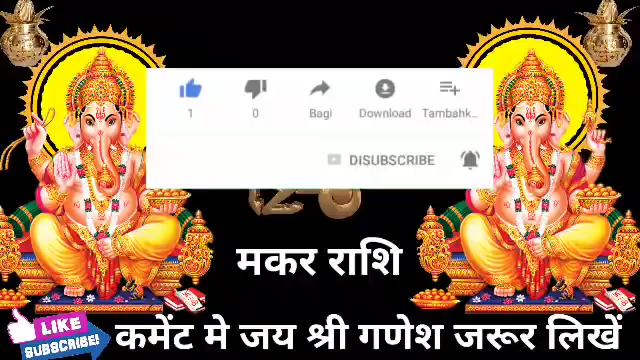 1 0 Bagi Download Tambahk...
DISUBSCRIBE
मकर राशि
LIKE
SUBSCRIBE!
कमेंट मे जय श्री गणेश जरूर लिखें